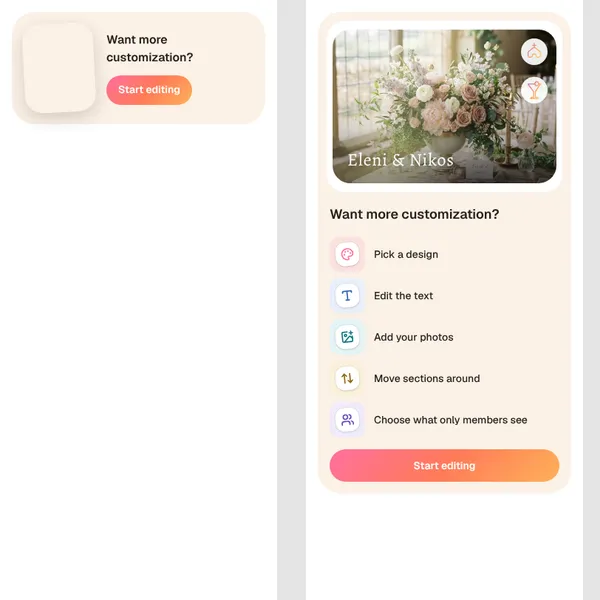 Want more
customization?
Start editing
Eleni & Nikos
Want more customization?
Pick a design
Edit the text
Add your photos
Move sections around
Choose what only members see
Start editing